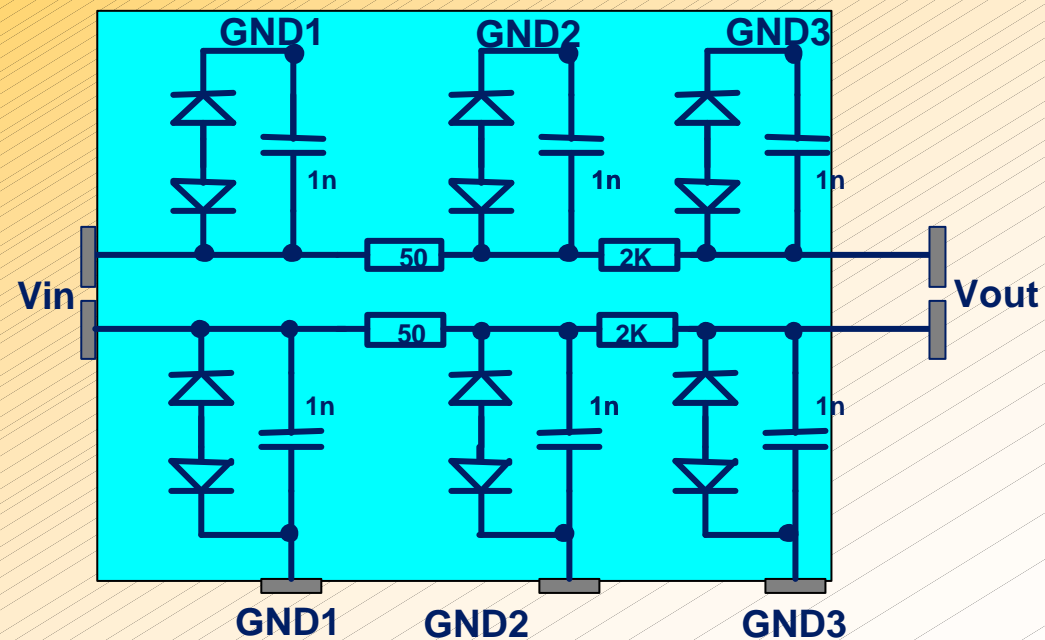 GND1 GND2 GND3
1n 1n 1n
50 2K
Vin Vout
50 2K
1n 1n 1n
GND1 GND2 GND3